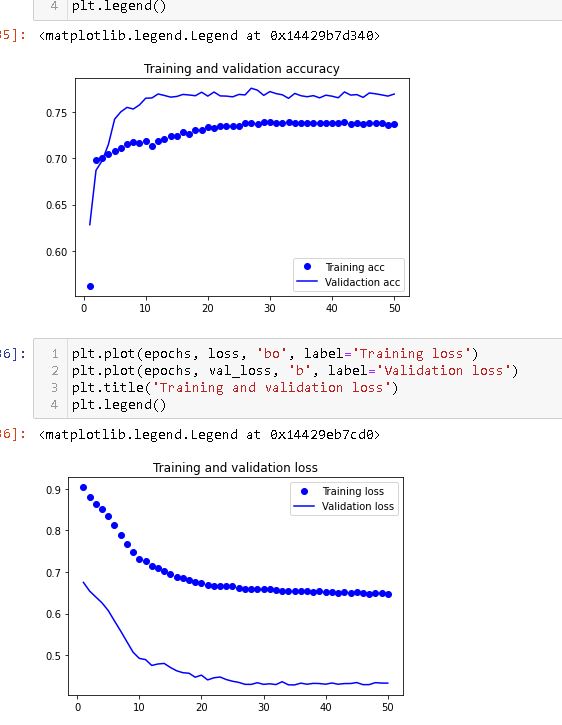 4 plt.legend()
5]: <matplotlib.legend.Legend at 0x14429b7d340>
Training and validation accuracy
0.75
0.70
0.65
0.60
Training acc
Validaction acc
0 10 20 30 40 50
36]: 1 plt.plot(epochs, loss, 'bo', label='Training loss')
2 plt.plot(epochs, val_loss, 'b', label='Validation loss')
3 plt.title('Training and validation loss')
4 plt.legend()
36]: <matplotlib.legend.Legend at 0x14429eb7cd0>
Training and validation loss
0.9
Training loss
Validation loss
0.8
0.7
0.6
0.5
0 10 20 30 40 50